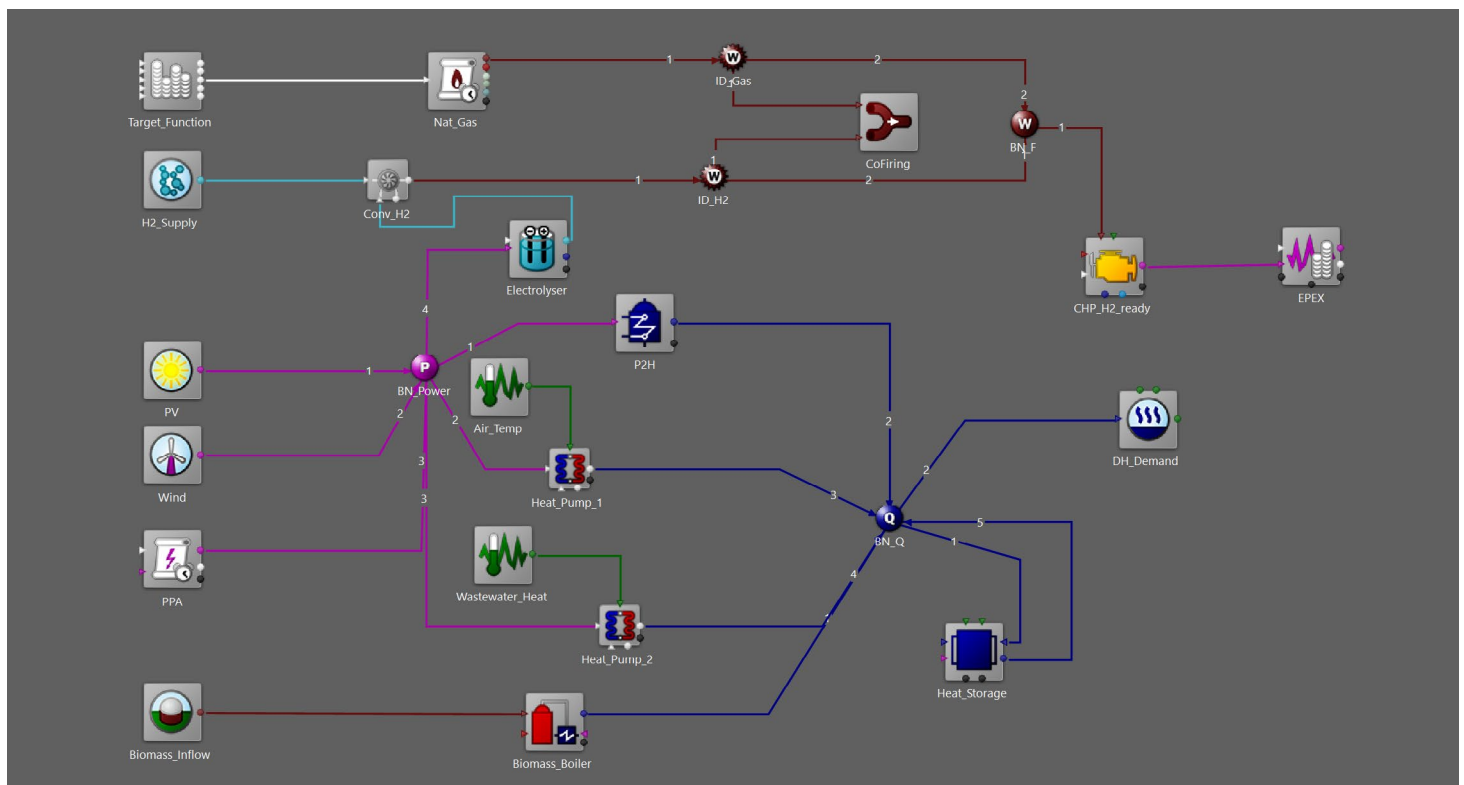 1
W
2
ID_Gas
1
Target_Function
Nat_Gas
2
W
1
BN_F
1
CoFiring
1
H2_Supply
Conv_H2
1
W
2
ID_H2
Electrolyser
CHP_H2_ready
EPEX
4
1
P2H
PV
1
P
BN_Power
2
2
Air_Temp
2
DH_Demand
Wind
3
3
Heat_Pump_1
3
2
Q
BN_Q
5
1
PPA
Wastewater_Heat
4
Heat_Pump_2
Heat_Storage
Biomass_Inflow
Biomass_Boiler